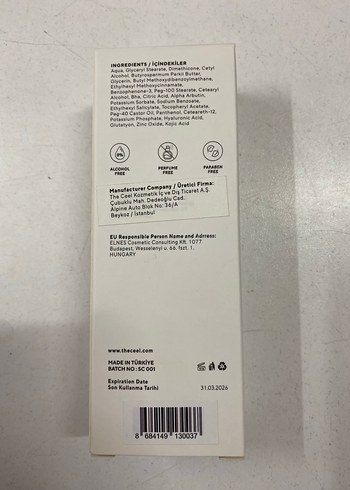 INGREDIENTS / İÇİNDEKİLER
Aqua, Glyceryl Stearate, Dimethicone, Cetyl
Alcohol, Butyrospermum Parkii Butter,
Glycerin, Butyl Methoxydibenzoylmethane,
Ethylhexyl Methoxycinnamate,
Benzophenone-3, Peg-100 Stearate, Cetearyl
Alcohol, Bha, Citric Acid, Alpha Arbutin,
Potassium Sorbate, Sodium Benzoate,
Ethylhexyl Salicylate, Tocopheryl Acetate,
Peg-40 Castor Oil, Panthenol, Cetearath-12,
Potassium Phosphate, Hyaluronic Acid,
Glutatyon, Zinc Oxide, Kojic Acid
0%
ALCOHOL
FREE
PERFUME
FREE
PARABEN
FREE
Manufacturer Company / Üretici Firma:
The Ceel Kozmetik İç ve Dış Ticaret A.Ş.
Çubuklu Mah. Dedeoğlu Cad.
Alpine Auto Blok No: 36/A
Beykoz / İstanbul
EU Responsible Person Name and Adrress:
ELNIES Cosmetic Consulting Kft. 1077
Budapest, Wesselenyi u. 66. fszt. 1.
HUNGARY
www.theceel.com
MADE IN TÜRKİYE
BATCH NO: SC 001
Expiration Date
Son Kullanma Tarihi
31.03.2026
8 684149 130037